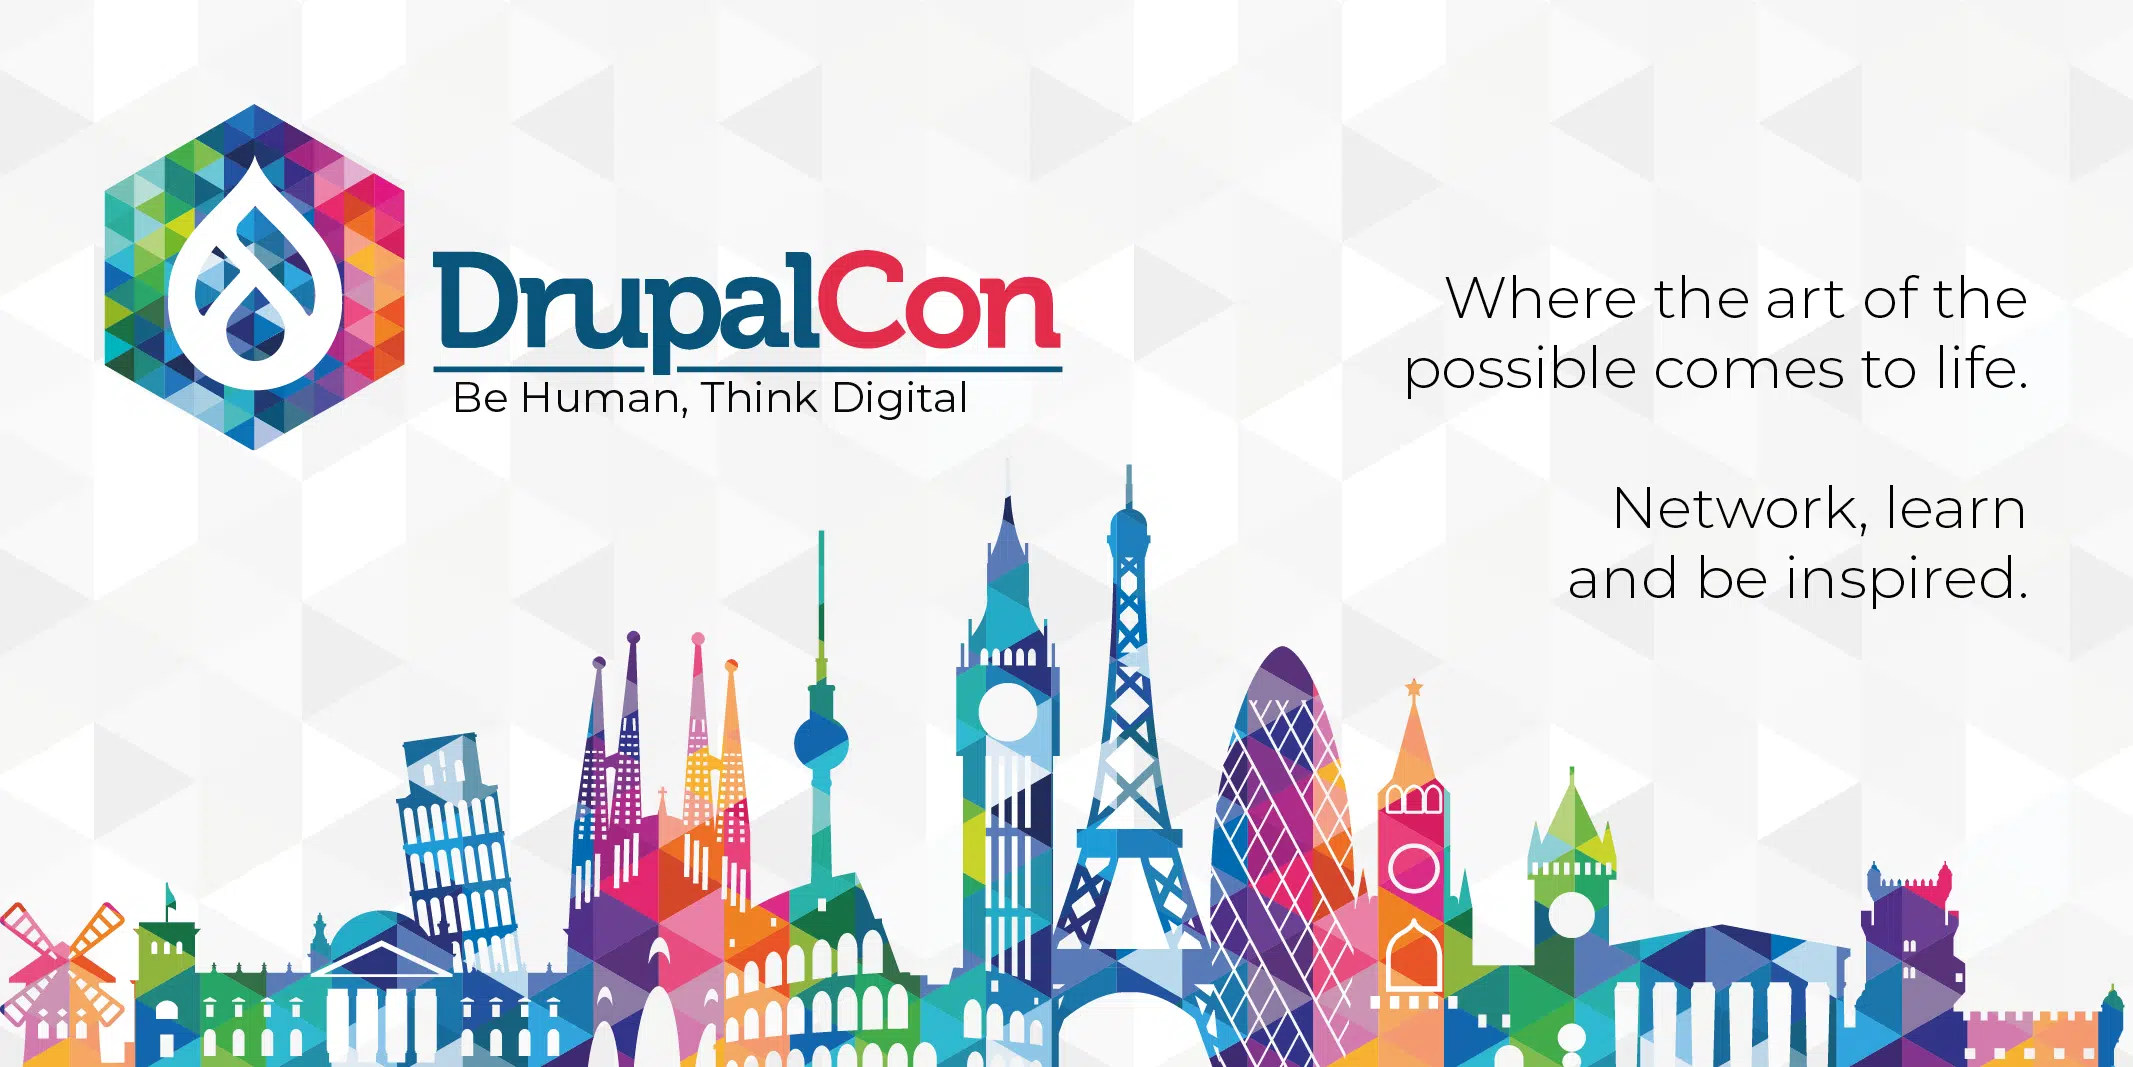 DrupalCon
Be Human, Think Digital
Where the art of the
possible comes to life.
Network, learn
and be inspired.